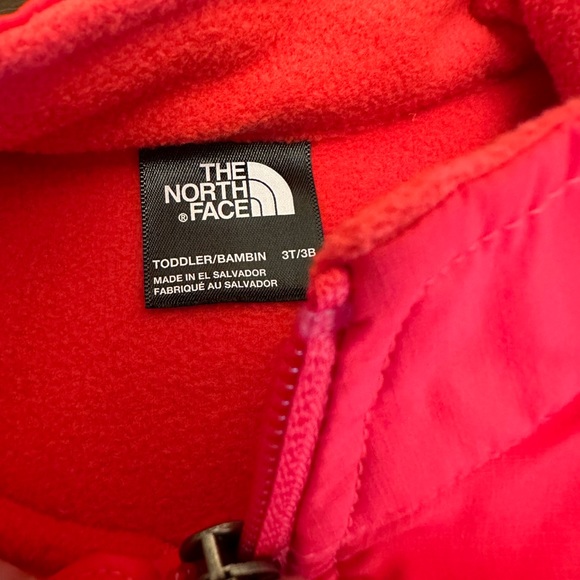 THE
NORTH
®FACE
TODDLER/BAMBIN 3T/3B
MADE IN EL SALVADOR
FABRIQUÉ AU SALVADOR